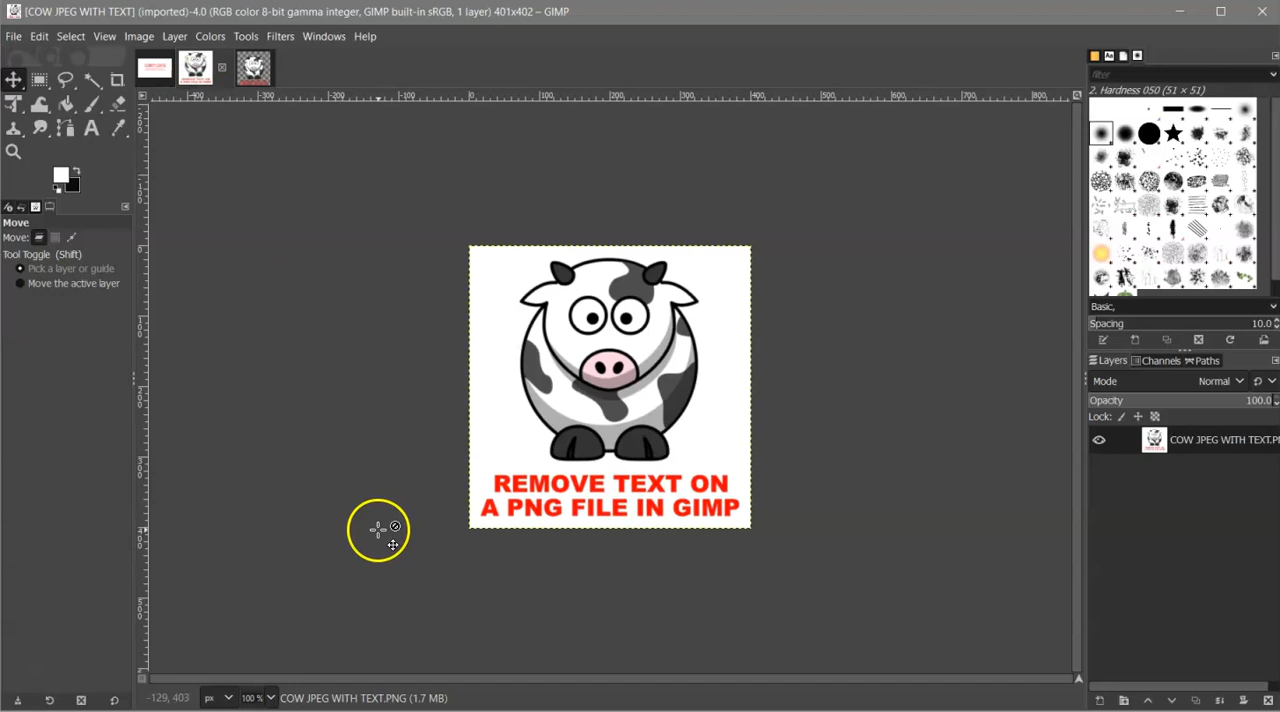 [COW JPEG WITH TEXT] (imported)-4.0 (RGB color 8-bit gamma integer, GIMP built-in sRGB, 1 layer) 401x402 – GIMP
File Edit Select View Image Layer Colors Tools Filters Windows Help
filter
2. Hardness 050 (51 × 51)
Move
Move:
Tool Toggle (Shift)
Pick a layer or guide
Move the active layer
REMOVE TEXT ON
A PNG FILE IN GIMP
Basic,
Spacing 10.0
Layers Channels Paths
Mode Normal
Opacity 100.0
Lock:
COW JPEG WITH TEXT.P
-129, 403 px 100 % COW JPEG WITH TEXT.PNG (1.7 MB)